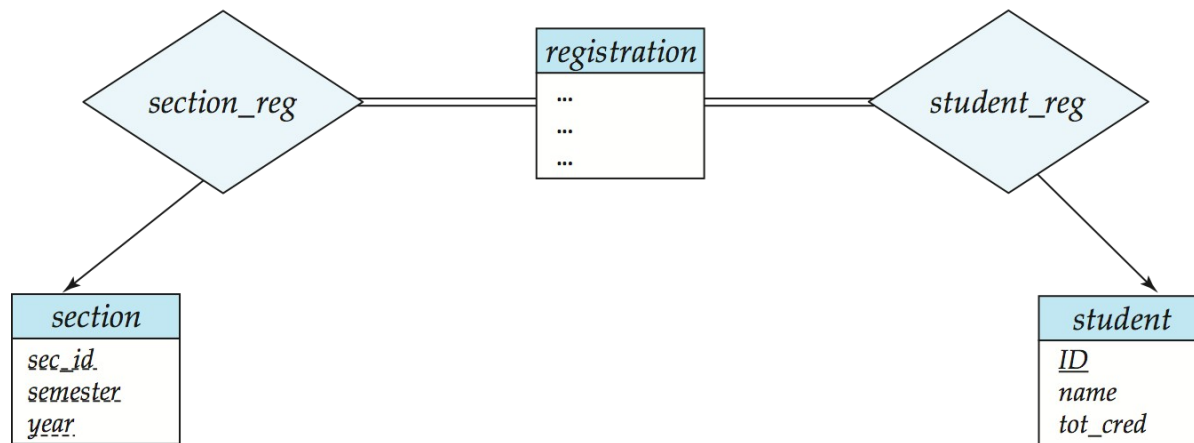 section_reg
registration
...
...
...
student_reg
section
sec_id
semester
year
student
ID
name
tot_cred